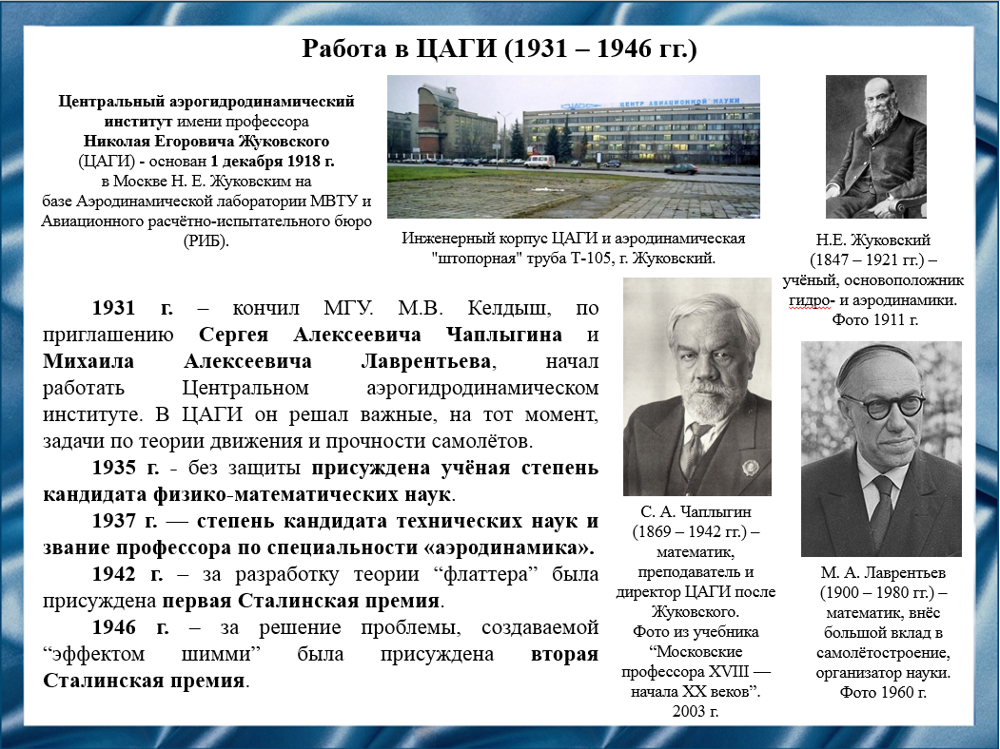 Работа в ЦАГИ (1931 – 1946 гг.)
Центральный аэрогидродинамический
институт имени профессора
Николая Егоровича Жуковского
(ЦАГИ) - основан 1 декабря 1918 г.
в Москве Н. Е. Жуковским на
базе Аэродинамической лаборатории МВТУ и
Авиационного расчётно-испытательного бюро
(РИБ).
ЦАГИ ЦЕНТР АВИАЦИОННОЙ НАУКИ
Инженерный корпус ЦАГИ и аэродинамическая
"штопорная" труба Т-105, г. Жуковский.
Н.Е. Жуковский
(1847 – 1921 гг.) –
учёный, основоположник
гидро- и аэродинамики.
Фото 1911 г.
1931 г. – кончил МГУ. М.В. Келдыш, по
приглашению Сергея Алексеевича Чаплыгина и
Михаила Алексеевича Лаврентьева, начал
работать Центральном аэрогидродинамическом
институте. В ЦАГИ он решал важные, на тот момент,
задачи по теории движения и прочности самолётов.
1935 г. - без защиты присуждена учёная степень
кандидата физико-математических наук.
1937 г. — степень кандидата технических наук и
звание профессора по специальности «аэродинамика».
1942 г. – за разработку теории “флаттера” была
присуждена первая Сталинская премия.
1946 г. – за решение проблемы, создаваемой
“эффектом шимми” была присуждена вторая
Сталинская премия.
С. А. Чаплыгин
(1869 – 1942 гг.) –
математик,
преподаватель и
директор ЦАГИ после
Жуковского.
Фото из учебника
“Московские
профессора XVIII —
начала XX веков”.
2003 г.
М. А. Лаврентьев
(1900 – 1980 гг.) –
математик, внёс
большой вклад в
самолётостроение,
организатор науки.
Фото 1960 г.